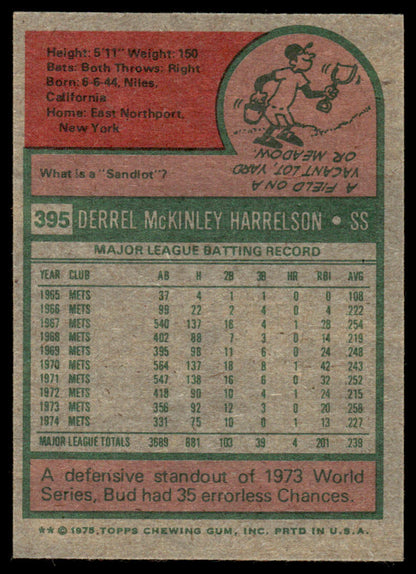 Height: 5'11" Weight: 150
Bats: Both Throws: Right
Born: 6-6-44, Niles,
California
Home: East Northport,
New York
What is a "Sandlot"?
A FIELD ON A
VACANT LOT, YARD
OR MEADOW.
395 DERREL McKINLEY HARRELSON • SS
MAJOR LEAGUE BATTING RECORD
YEAR CLUB AB H 2B 3B HR RBI AVG
1965 METS 37 4 1 1 0 0 .108
1966 METS 99 22 2 4 0 4 .222
1967 METS 540 137 16 4 1 28 .254
1968 METS 402 88 7 3 0 14 .219
1969 METS 395 98 11 6 0 24 .248
1970 METS 564 137 18 8 1 42 .243
1971 METS 547 138 16 6 0 32 .252
1972 METS 418 90 10 4 1 24 .215
1973 METS 356 92 12 3 0 20 .258
1974 METS 331 75 10 0 1 13 .227
MAJOR LEAGUE TOTALS 3689 881 103 39 4 201 .239
A defensive standout of 1973 World
Series, Bud had 35 errorless Chances.
** © 1975, TOPPS CHEWING GUM, INC. PRTD IN U.S.A.